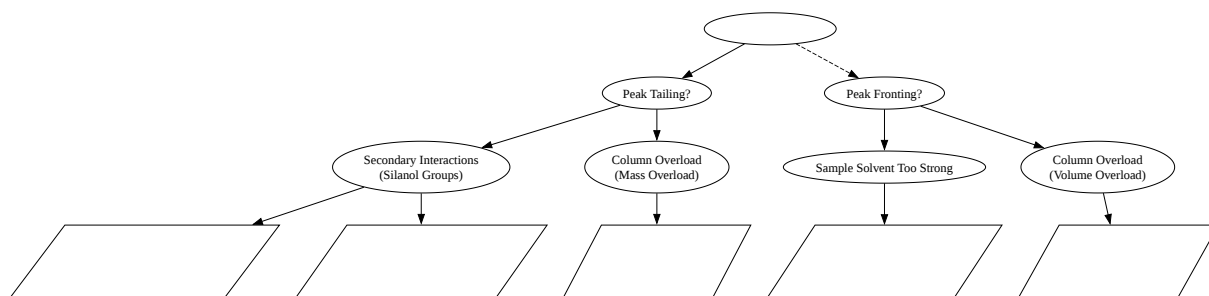 Peak Tailing?
Peak Fronting?
Secondary Interactions
(Silanol Groups)
Column Overload
(Mass Overload)
Sample Solvent Too Strong
Column Overload
(Volume Overload)